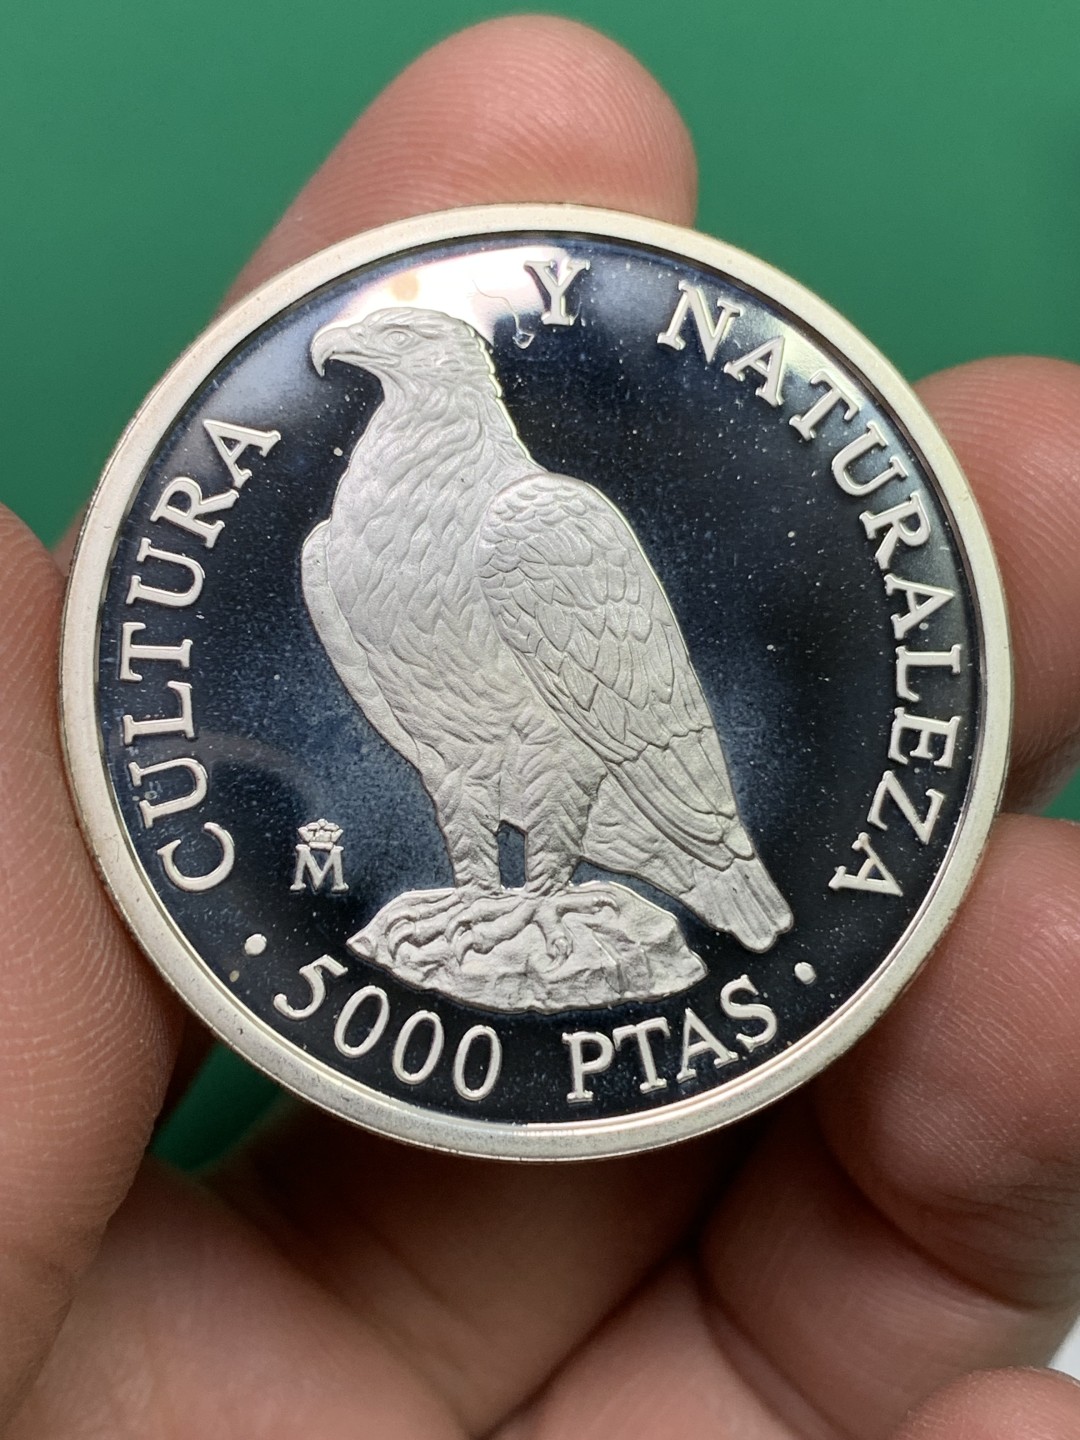 CULTURA Y NATURALEZA
M
· 5000 PTAS ·